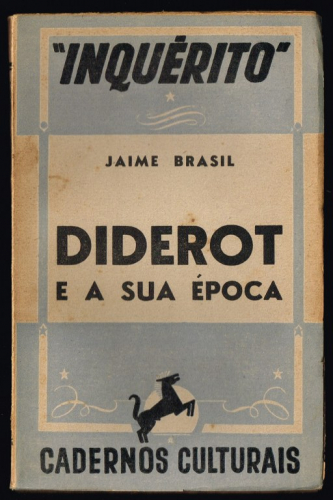 "INQUÉRITO"
JAIME BRASIL
DIDEROT
E A SUA ÉPOCA
CADERNOS CULTURAIS